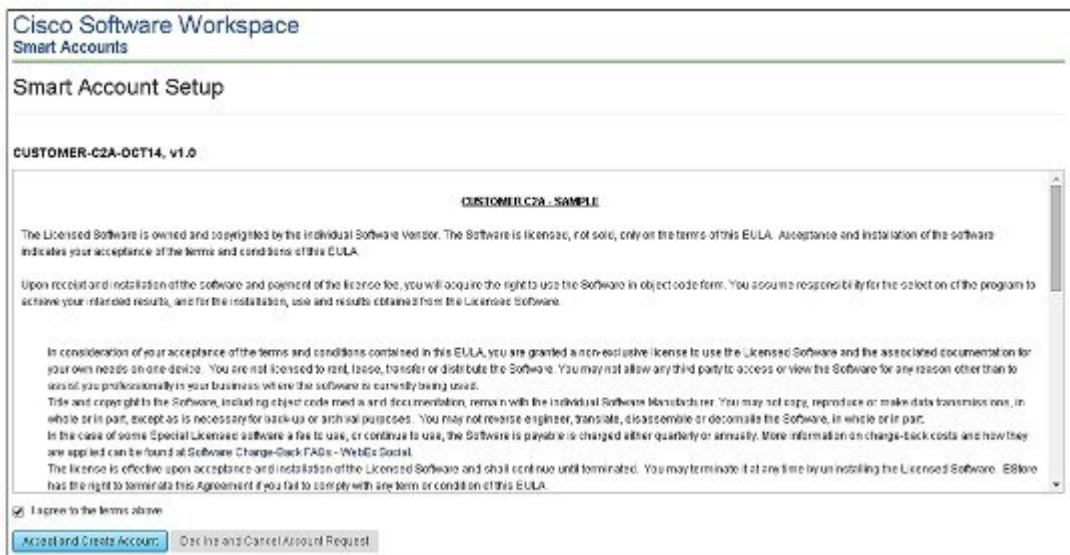 Cisco Software Workspace
Smart Accounts
Smart Account Setup
CUSTOMER-C2A-OCT14, v1.0
CUSTOMER C2A - SAMPLE
The Licensed Software is owned and copyrighted by the individual Software Vendor. The Software is licensed, not sold, only on the terms of this EULA. Acceptance and installation of the software
indicates your acceptance of the terms and conditions of this EULA.
Upon receipt and installation of the software and payment of the license fee, you will acquire the right to use the Software in object code form. You assume responsibility for the selection of the program to
achieve your intended results, and for the installation, use and results obtained from the Licensed Software.
In consideration of your acceptance of the terms and conditions contained in this EULA, you are granted a non-exclusive license to use the Licensed Software and the associated documentation for
your own needs on one device. You are not licensed to rent, lease, transfer or distribute the Software. You may not allow any third party to access or view the Software for any reason other than to
assist you professionally in your business where the software is currently being used.
Title and copyright to the Software, including object code media and documentation, remain with the individual Software Manufacturer. You may not copy, reproduce or make data transmissions, in
whole or in part, except as is necessary for back-up or archival purposes. You may not reverse engineer, translate, disassemble or decompile the Software, in whole or in part.
In the case of some Special Licensed software a fee to use, or continue to use, the Software is payable is charged either quarterly or annually. More information on charge-back costs and how they
are applied can be found at Software Charge-Back FAQs - WebEx Social.
The license is effective upon acceptance and installation of the Licensed Software and shall continue until terminated. You may terminate it at any time by uninstalling the Licensed Software. EStore
has the right to terminate this Agreement if you fail to comply with any term or condition of this EULA.
I agree to the terms above
Accept and Create Account
Decline and Cancel Account Request